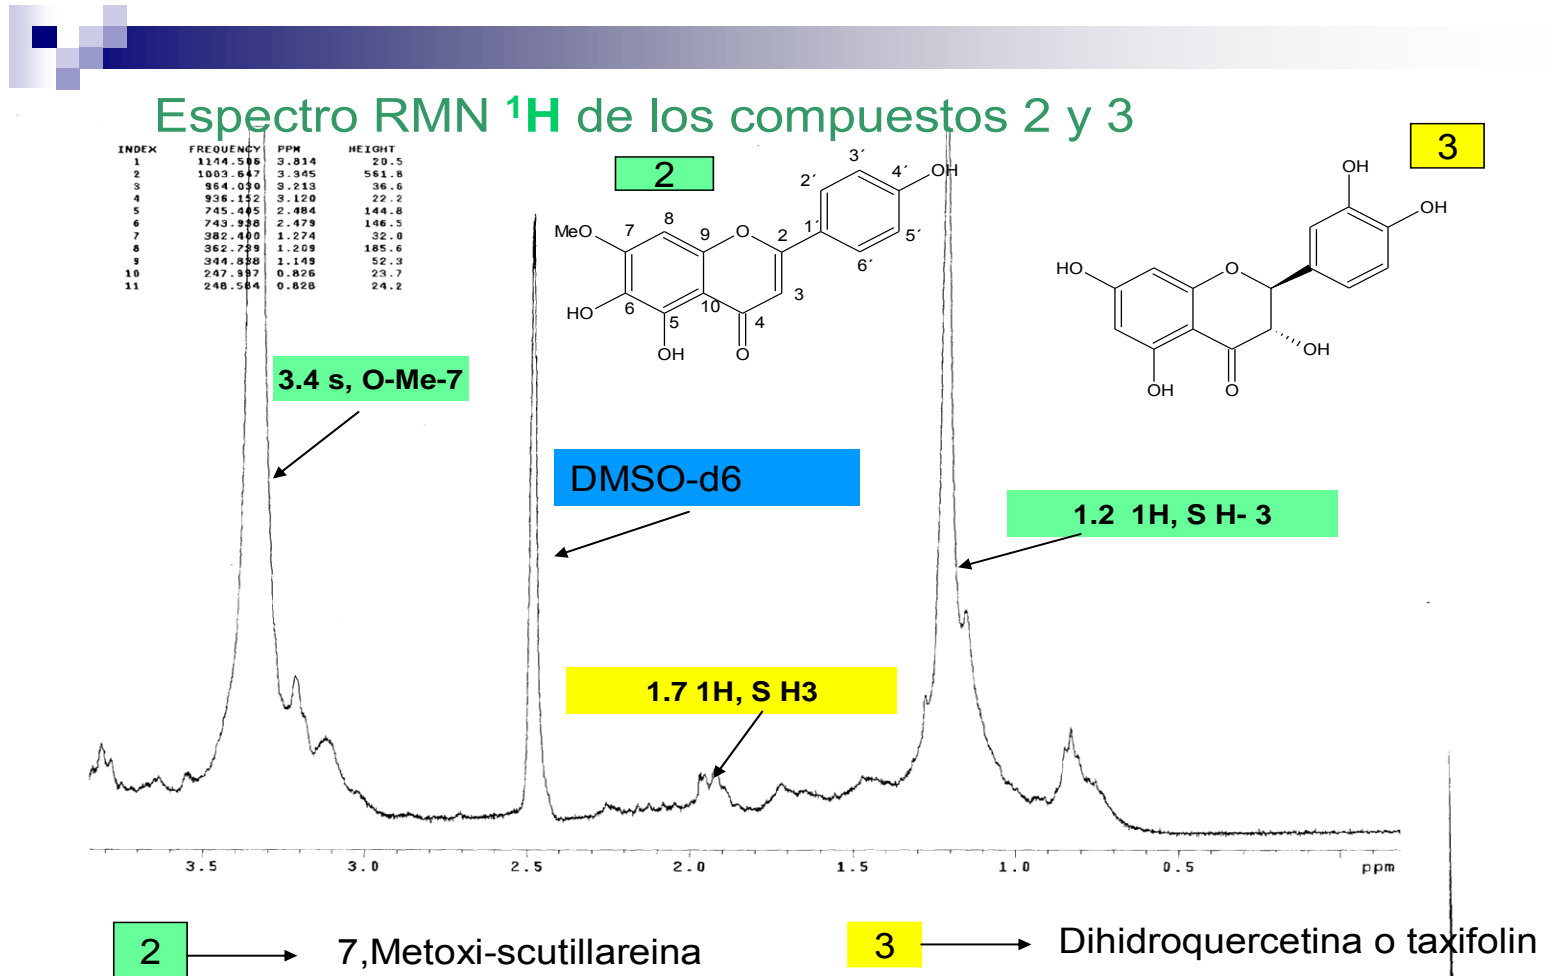 Espectro RMN ¹H de los compuestos 2 y 3
INDEX FREQUENCY PPM HEIGHT
1 1144.506 3.814 20.5
2 1003.647 3.345 561.8
3 964.030 3.213 36.6
4 936.152 3.120 22.2
5 745.405 2.484 144.8
6 743.938 2.479 146.5
7 382.400 1.274 32.0
8 362.739 1.209 185.6
9 344.838 1.149 52.3
10 247.997 0.826 23.7
11 248.584 0.828 24.2
2
3´
4´
OH
2´
1´
5´
6´
MeO
7
8
9
O
2
3
HO
6
5
10
4
OH
O
3
OH
OH
HO
O
OH
OH
O
3.4 s, O-Me-7
DMSO-d6
1.2 1H, S H- 3
1.7 1H, S H3
3.5 3.0 2.5 2.0 1.5 1.0 0.5 ppm
2 7,Metoxi-scutillareina
3 Dihidroquercetina o taxifolin